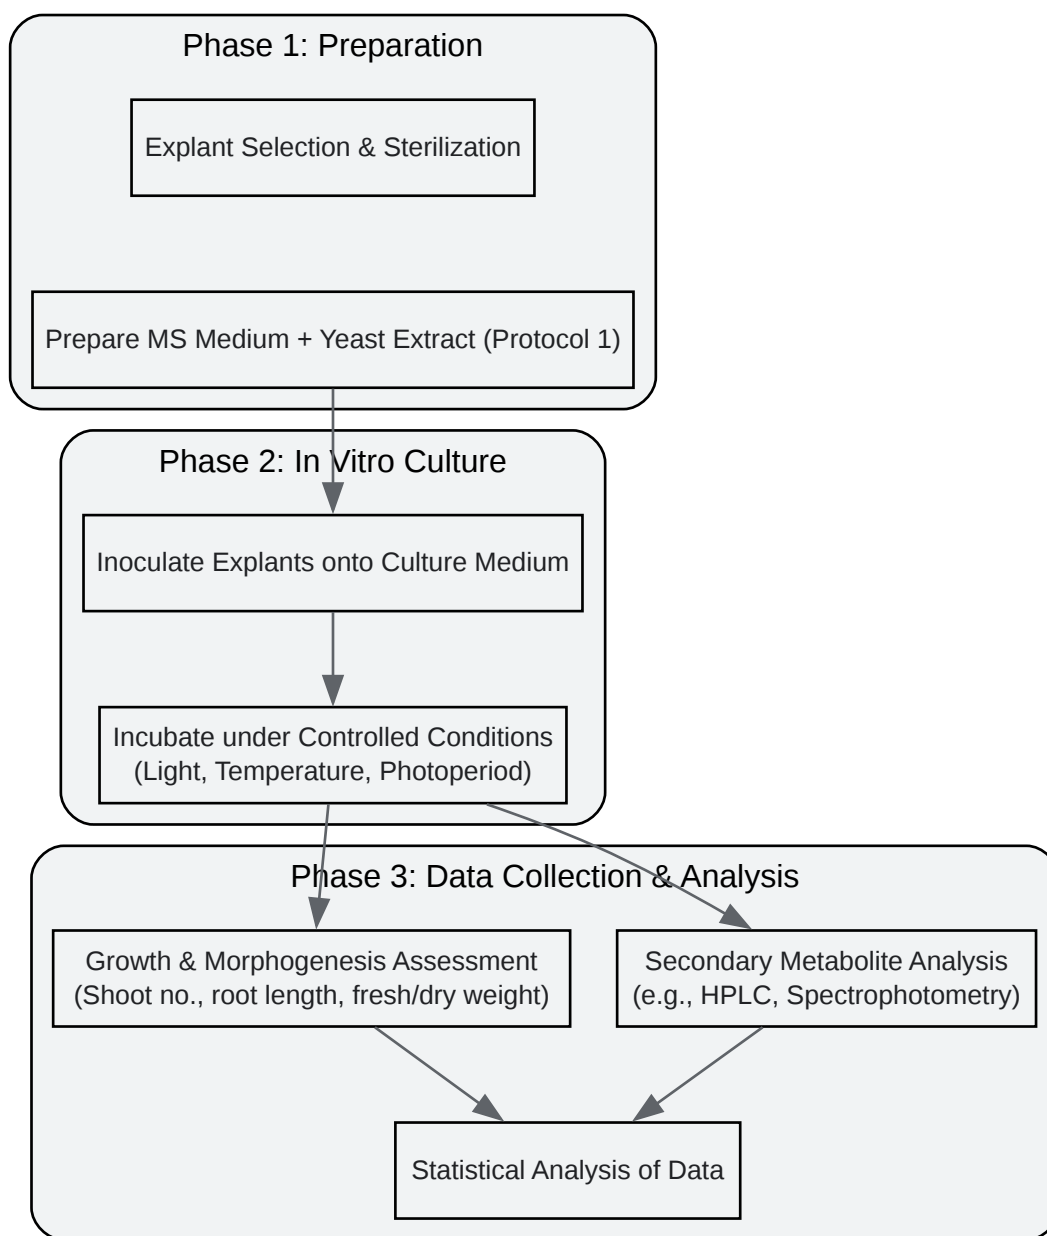 Phase 1: Preparation
Explant Selection & Sterilization
Prepare MS Medium + Yeast Extract (Protocol 1)
Phase 2: In Vitro Culture
Inoculate Explants onto Culture Medium
Incubate under Controlled Conditions
(Light, Temperature, Photoperiod)
Phase 3: Data Collection & Analysis
Growth & Morphogenesis Assessment
(Shoot no., root length, fresh/dry weight)
Secondary Metabolite Analysis
(e.g., HPLC, Spectrophotometry)
Statistical Analysis of Data